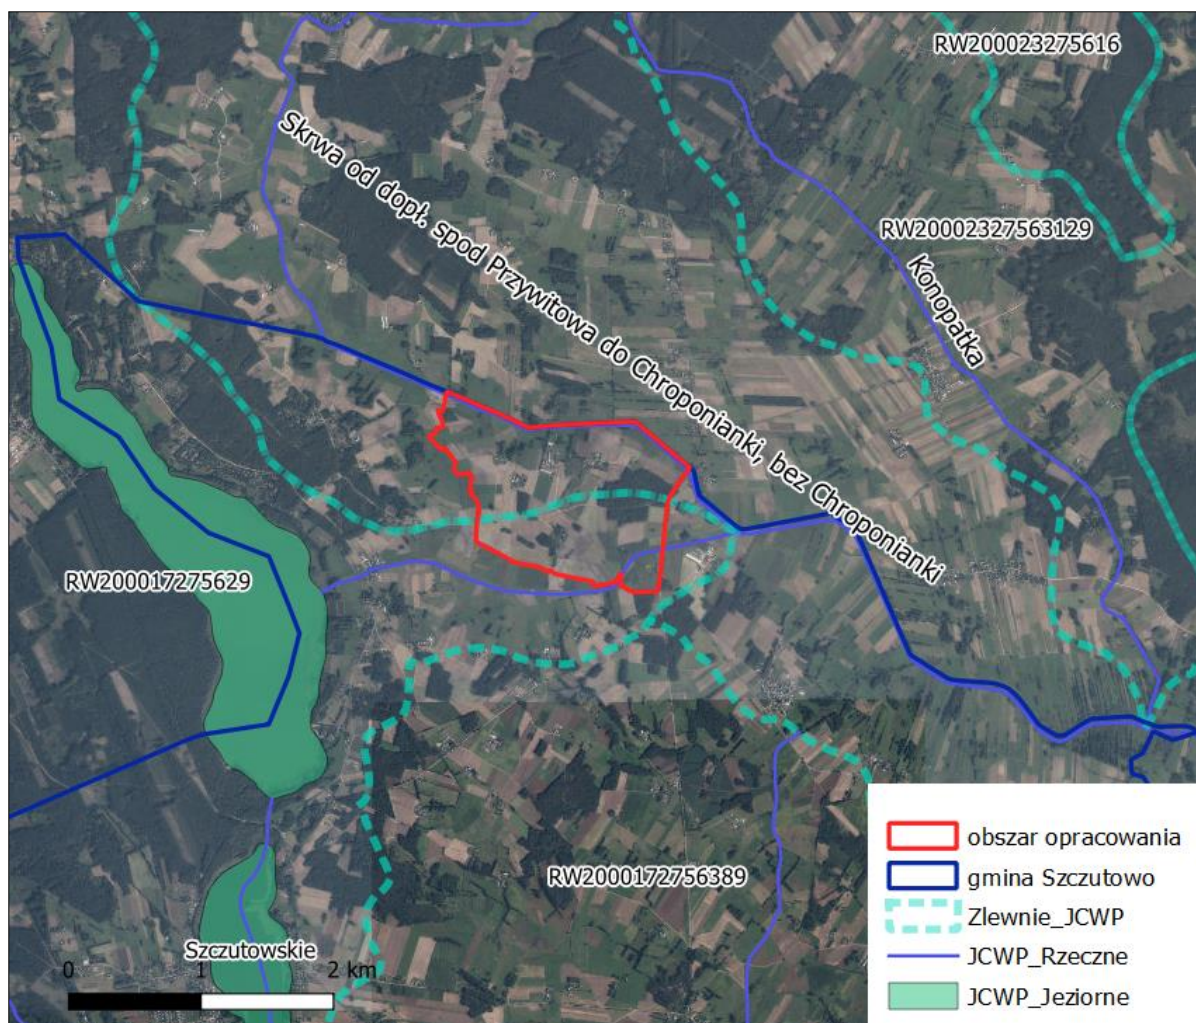 RW200023275616
Skrwa od dopł. spod Przywitowa do Chroponianki, bez Chroponianki
RW20002327563129
Konopatka
RW200017275629
RW2000172756389
Szczutowskie
0 1 2 km
obszar opracowania
gmina Szczutowo
Zlewnie_JCWP
JCWP_Rzeczne
JCWP_Jeziorne